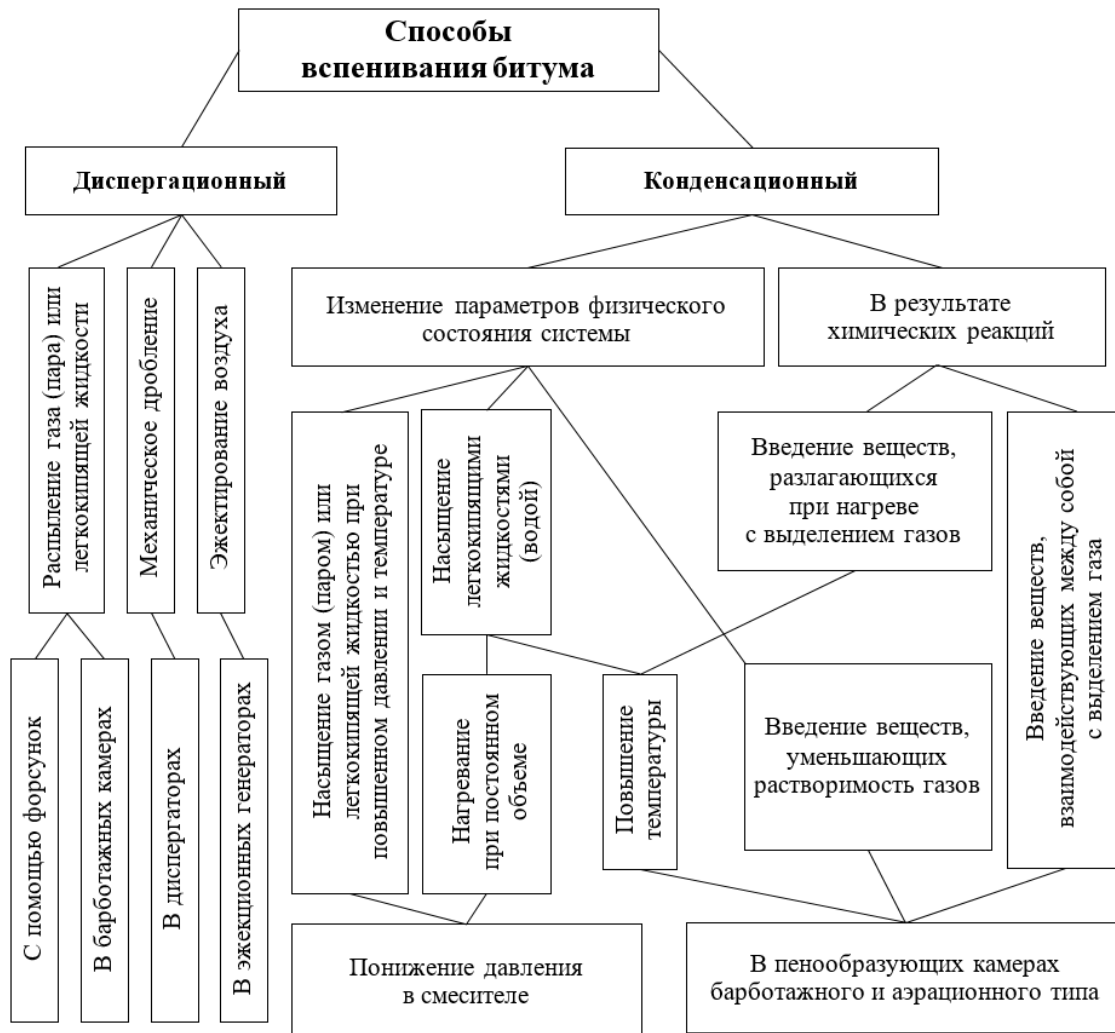 Способы
вспенивания битума
Диспергационный
Конденсационный
Распыление газа (пара) или
легкокипящей жидкости
Механическое дробление
Эжектирование воздуха
Изменение параметров физического
состояния системы
В результате
химических реакций
Насыщение газом (паром) или
легкокипящей жидкостью при
повышенном давлении и температуре
Насыщение
легкокипящими
жидкостями
(водой)
Введение веществ,
разлагающихся
при нагреве
с выделением газов
Введение веществ,
взаимодействующих между собой
с выделением газа
С помощью форсунок
В барботажных камерах
В диспергаторах
В эжекционных генераторах
Нагревание
при постоянном
объеме
Повышение
температуры
Введение веществ,
уменьшающих
растворимость газов
Понижение давления
в смесителе
В пенообразующих камерах
барботажного и аэрационного типа